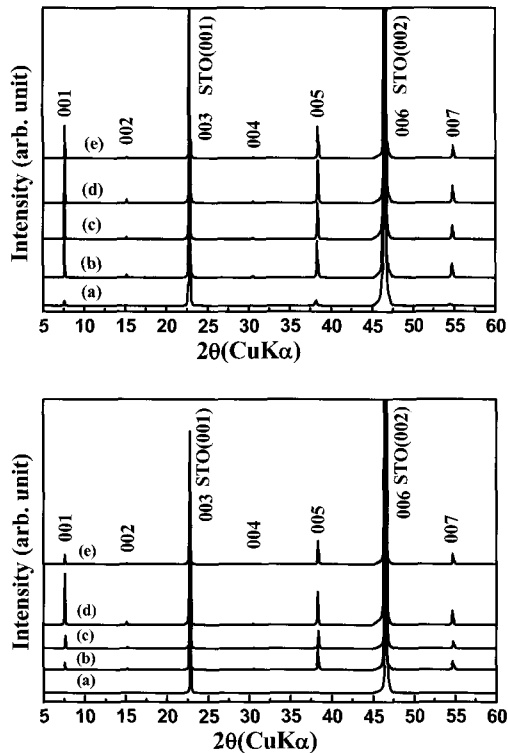 Intensity (arb. unit)
001
002
003 STO(001)
004
005
006 STO(002)
007
(e)
(d)
(c)
(b)
(a)
5 10 15 20 25 30 35 40 45 50 55 60
2θ(CuKα)
Intensity (arb. unit)
001
002
003 STO(001)
004
005
006 STO(002)
007
(e)
(d)
(c)
(b)
(a)
5 10 15 20 25 30 35 40 45 50 55 60
2θ(CuKα)